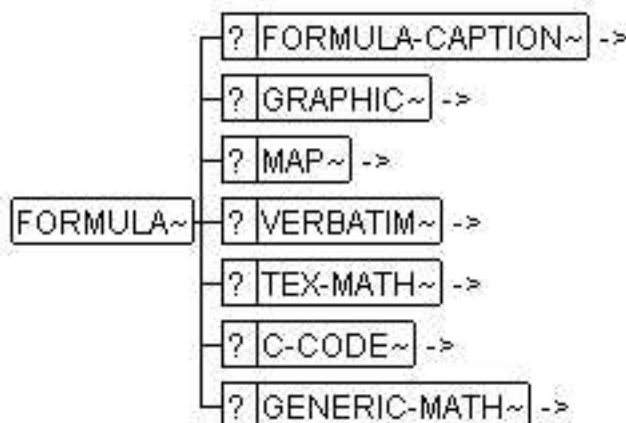 ? FORMULA-CAPTION~ ->
? GRAPHIC~ ->
? MAP~ ->
FORMULA~ ? VERBATIM~ ->
? TEX-MATH~ ->
? C-CODE~ ->
? GENERIC-MATH~ ->